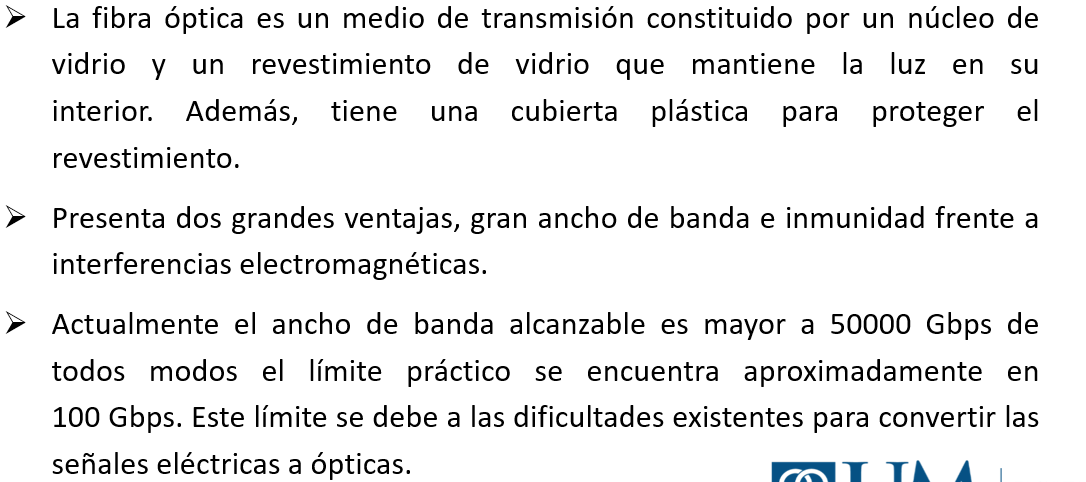 ➢ La fibra óptica es un medio de transmisión constituido por un núcleo de
vidrio y un revestimiento de vidrio que mantiene la luz en su
interior. Además, tiene una cubierta plástica para proteger el
revestimiento.
➢ Presenta dos grandes ventajas, gran ancho de banda e inmunidad frente a
interferencias electromagnéticas.
➢ Actualmente el ancho de banda alcanzable es mayor a 50000 Gbps de
todos modos el límite práctico se encuentra aproximadamente en
100 Gbps. Este límite se debe a las dificultades existentes para convertir las
señales eléctricas a ópticas.